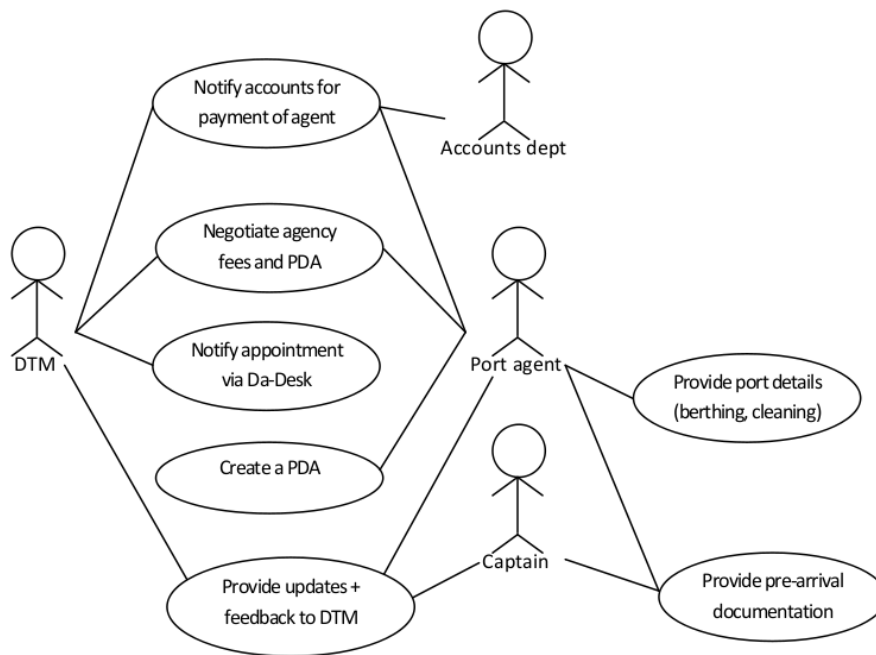 Notify accounts for
payment of agent
Accounts dept
Negotiate agency
fees and PDA
DTM
Notify appointment
via Da-Desk
Port agent
Provide port details
(berthing, cleaning)
Create a PDA
Captain
Provide updates +
feedback to DTM
Provide pre-arrival
documentation